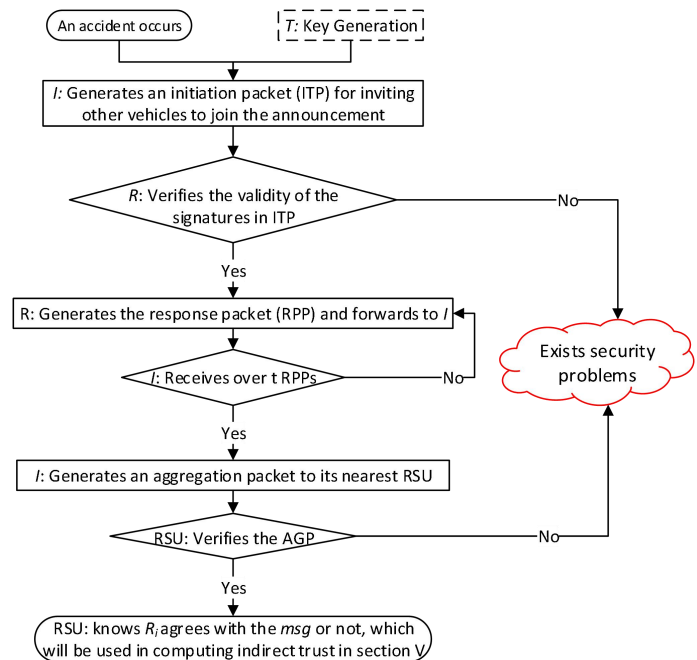 An accident occurs
T: Key Generation
I: Generates an initiation packet (ITP) for inviting
other vehicles to join the announcement
R: Verifies the validity of the
signatures in ITP
No
Yes
R: Generates the response packet (RPP) and forwards to I
Exists security
problems
I: Receives over t RPPs
No
Yes
I: Generates an aggregation packet to its nearest RSU
RSU: Verifies the AGP
No
Yes
RSU: knows Ri agrees with the msg or not, which
will be used in computing indirect trust in section V